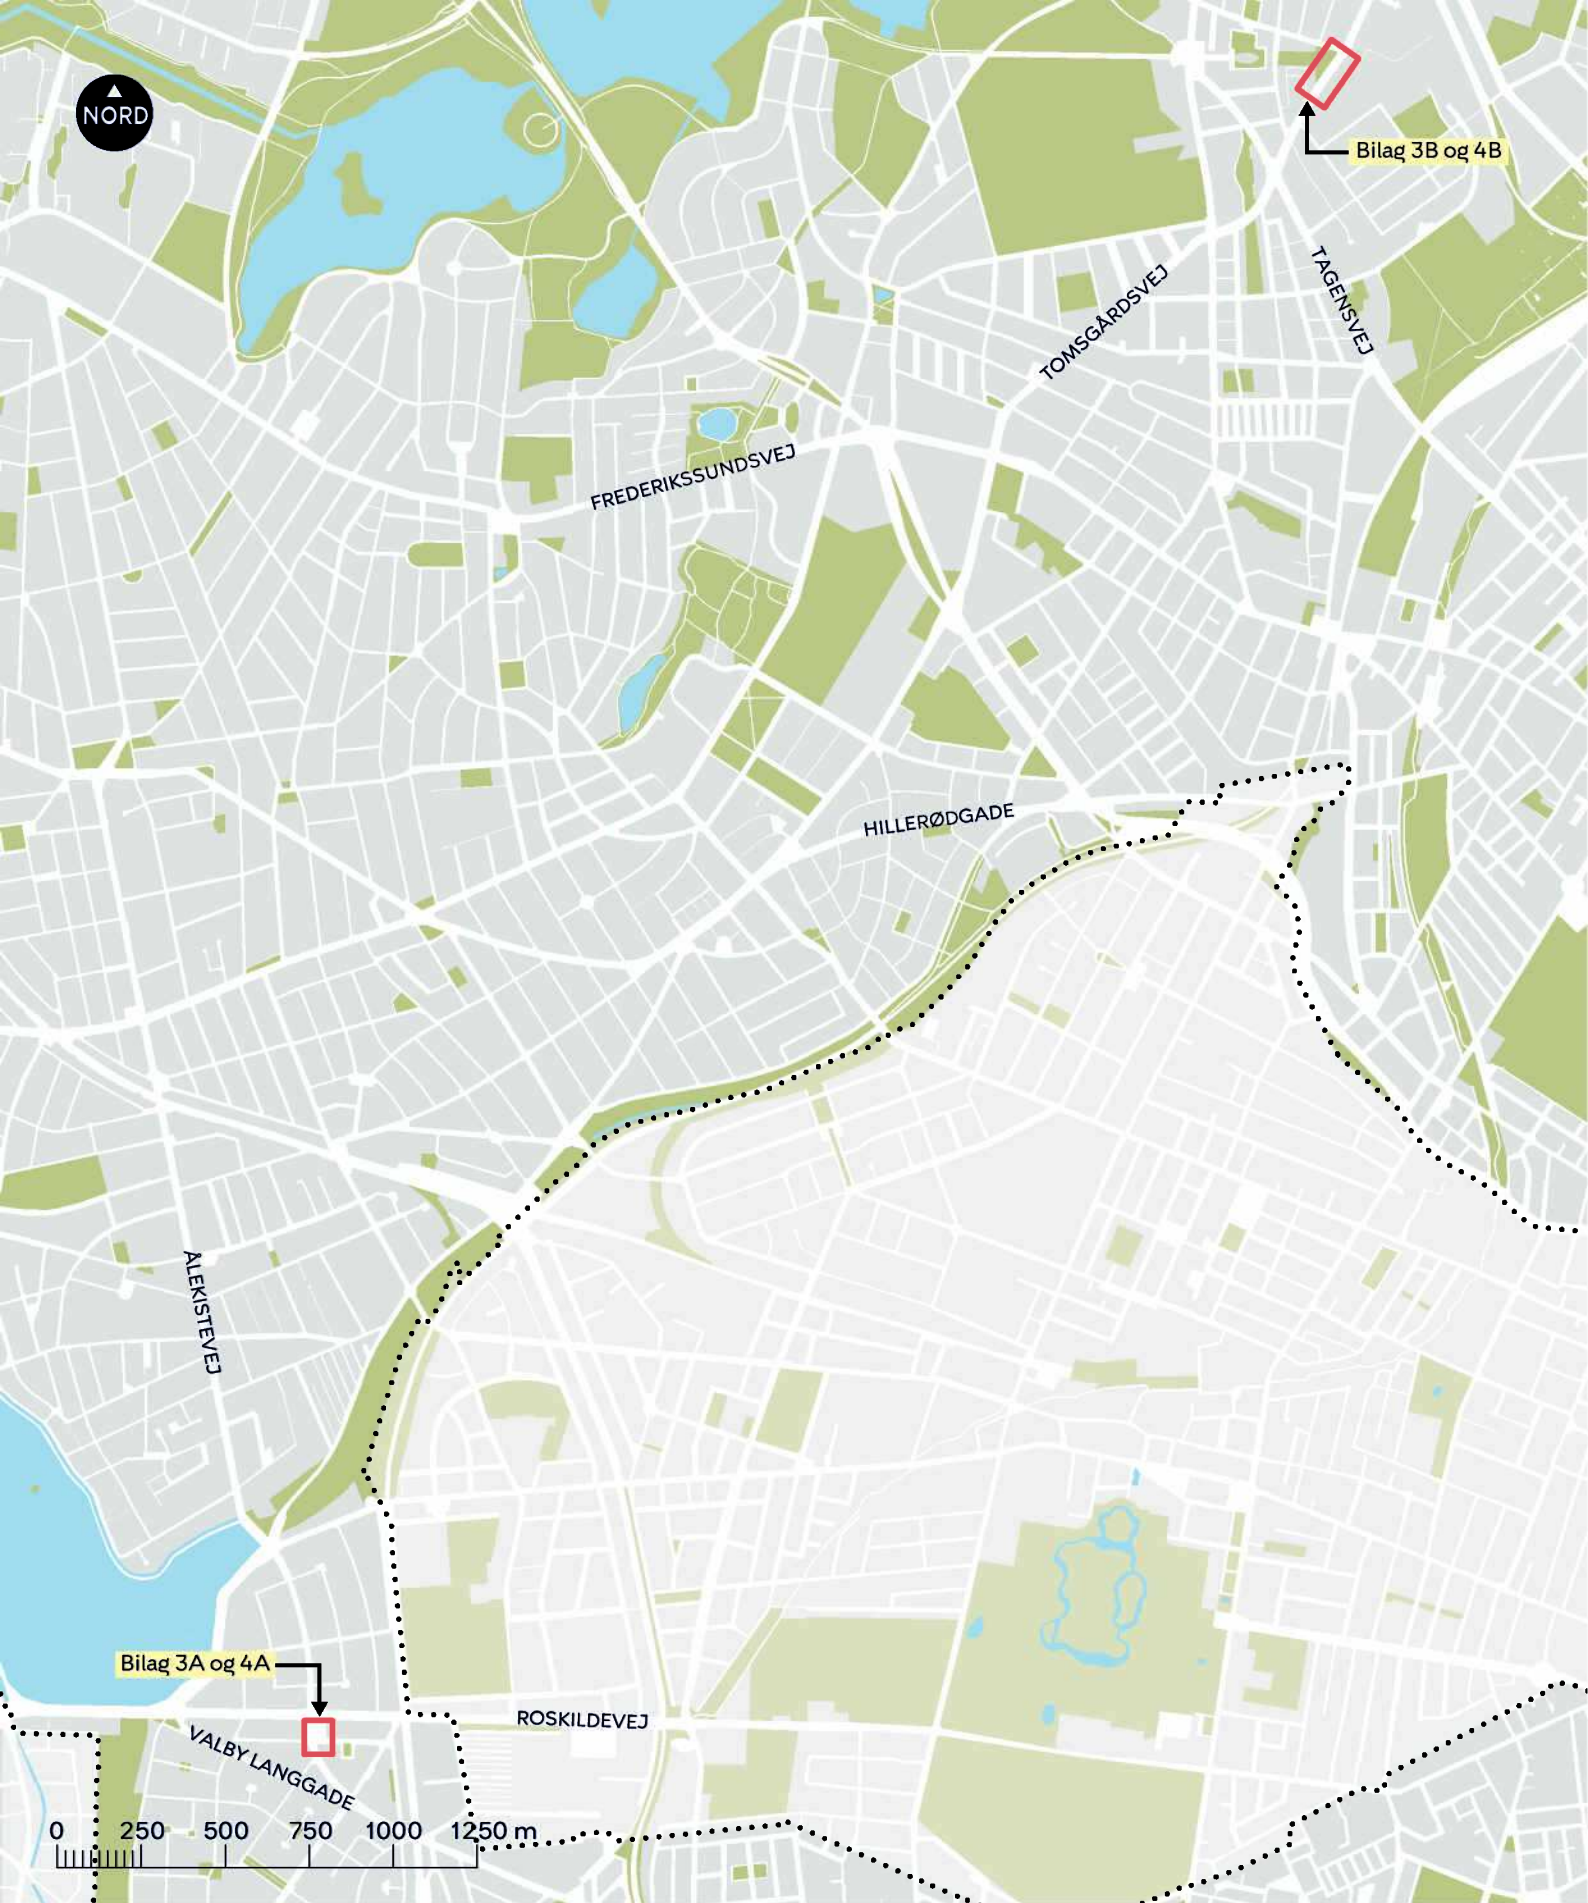 NORD
Bilag 3B og 4B
TAGENSVEJ
TOMSGÅRDSVEJ
FREDERIKSSUNDSVEJ
HILLERØDGADE
ÅLEKISTEVEJ
Bilag 3A og 4A
ROSKILDEVEJ
VALBY LANGGADE
0 250 500 750 1000 1250 m